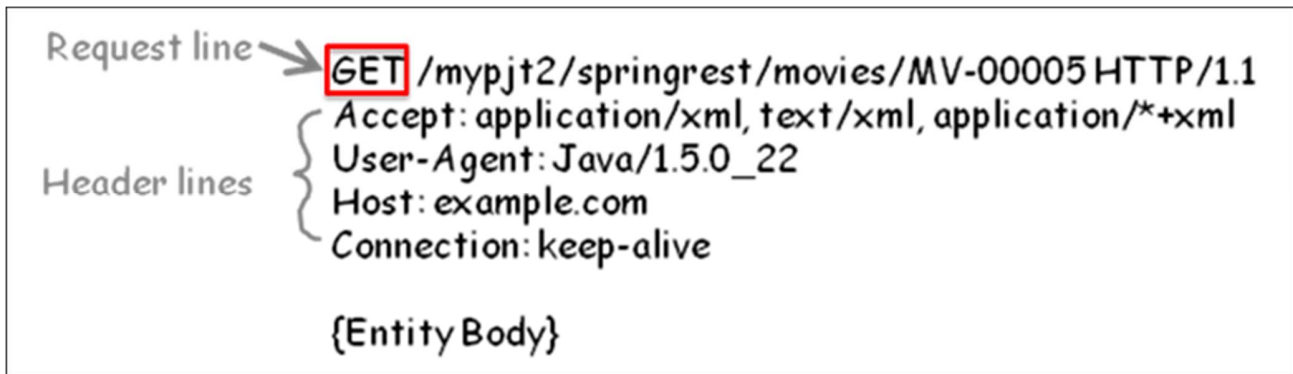 Request line
GET /mypjt2/springrest/movies/MV-00005 HTTP/1.1
Accept: application/xml, text/xml, application/*+xml
User-Agent: Java/1.5.0_22
Header lines
Host: example.com
Connection: keep-alive
{Entity Body}